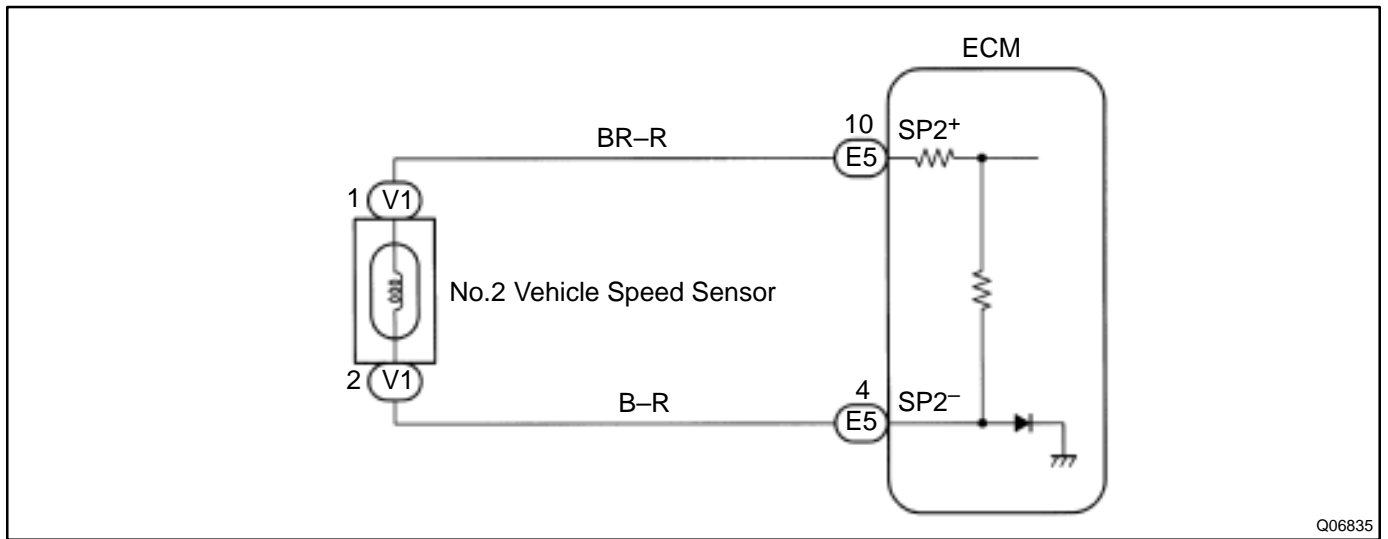 ECM
BR–R
10
E5
SP2+
1
V1
No.2 Vehicle Speed Sensor
2
V1
B–R
4
E5
SP2–
Q06835